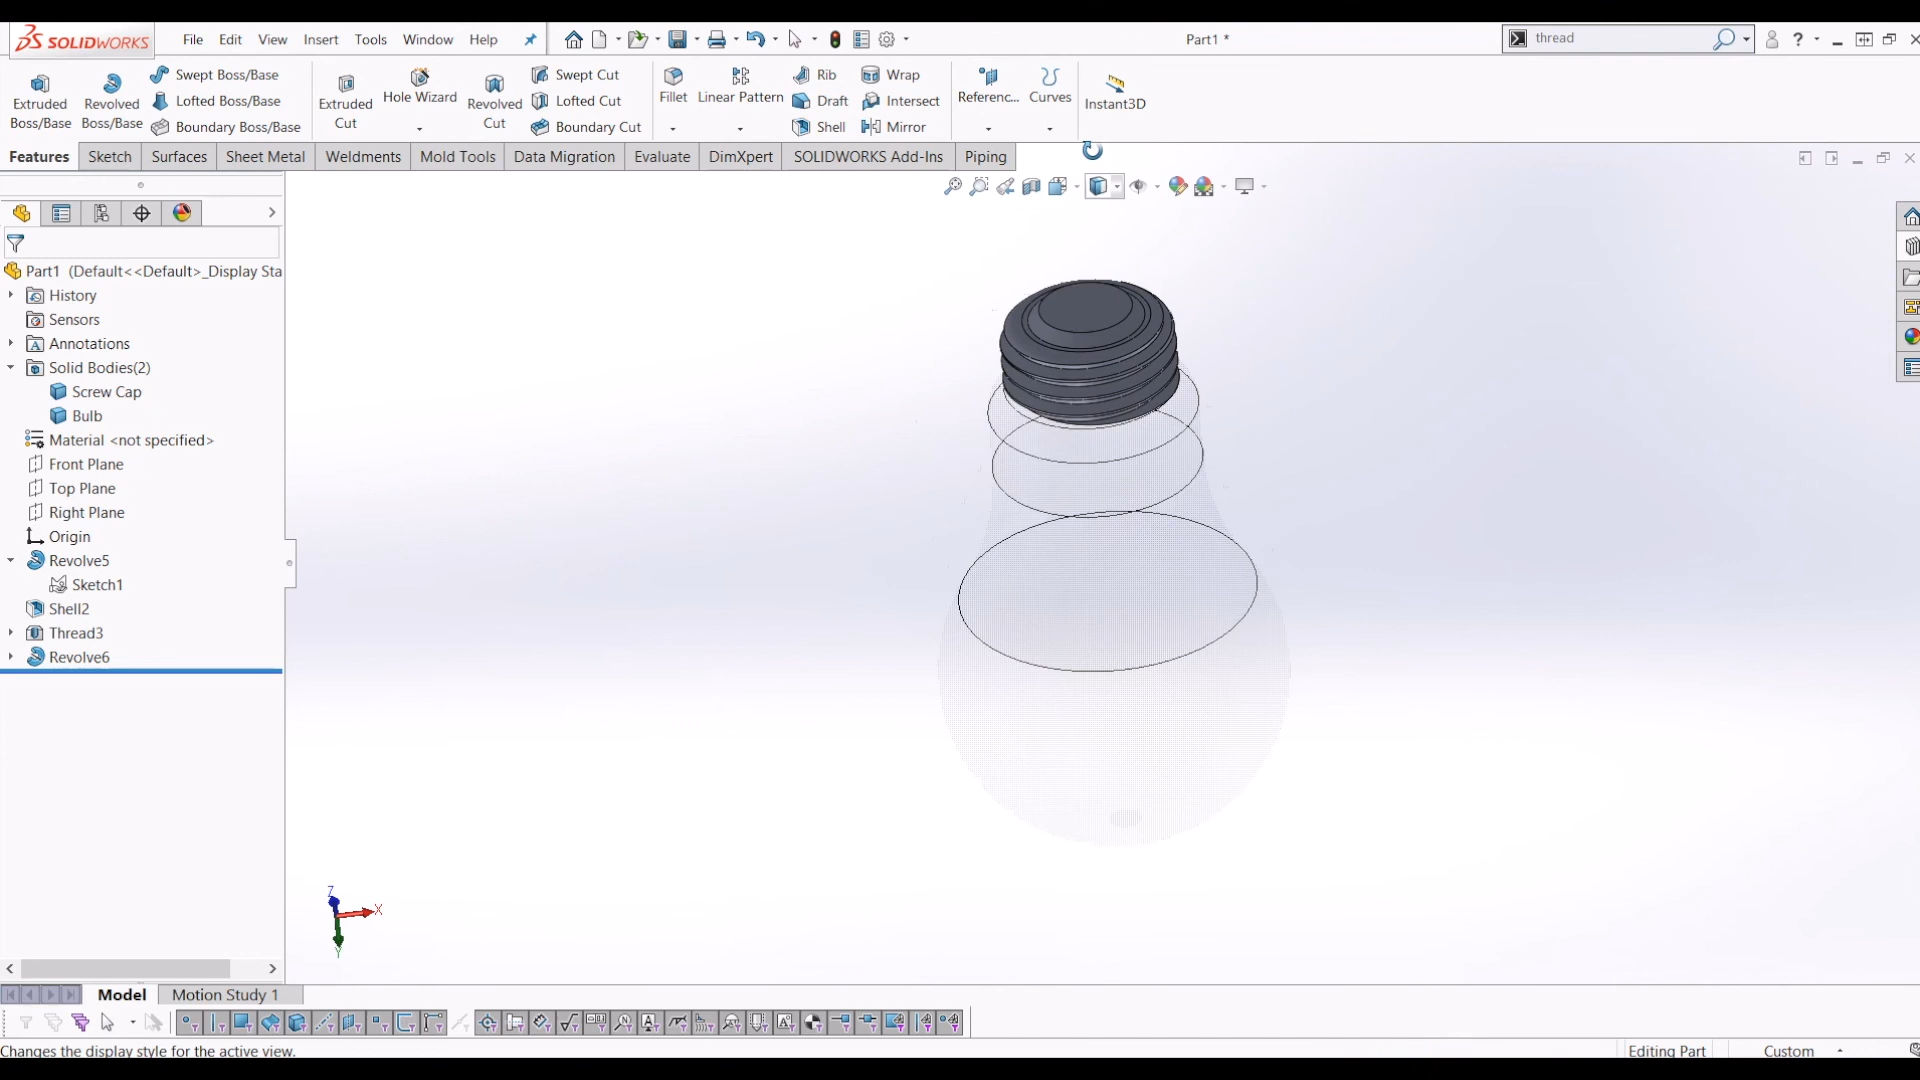 SOLIDWORKS File Edit View Insert Tools Window Help Part1 * thread
Extruded Boss/Base
Revolved Boss/Base
Swept Boss/Base
Lofted Boss/Base
Boundary Boss/Base
Extruded Cut
Hole Wizard
Revolved Cut
Swept Cut
Lofted Cut
Boundary Cut
Fillet
Linear Pattern
Rib
Draft
Shell
Wrap
Intersect
Mirror
Referenc...
Curves
Instant3D
Features Sketch Surfaces Sheet Metal Weldments Mold Tools Data Migration Evaluate DimXpert SOLIDWORKS Add-Ins Piping
Part1 (Default<<Default>_Display Sta
History
Sensors
Annotations
Solid Bodies(2)
Screw Cap
Bulb
Material <not specified>
Front Plane
Top Plane
Right Plane
Origin
Revolve5
Sketch1
Shell2
Thread3
Revolve6
Z
X
Y
Model Motion Study 1
Changes the display style for the active view. Editing Part Custom